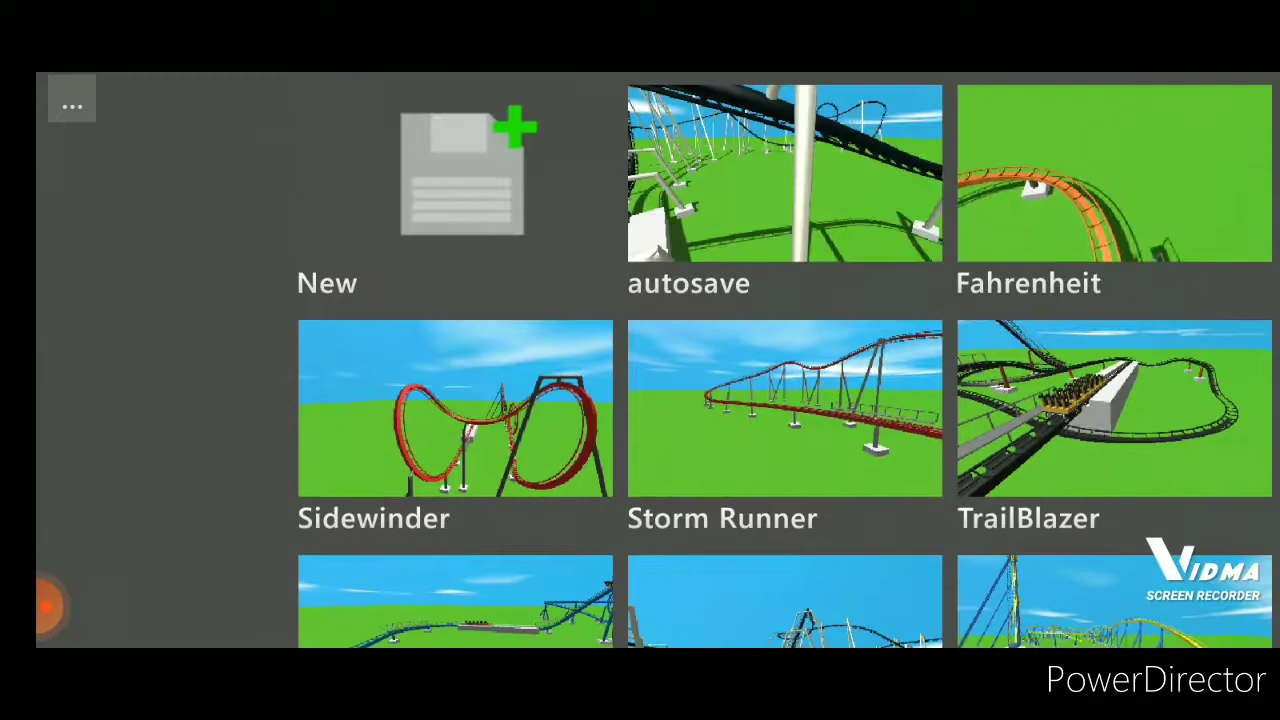 ...
New
autosave
Fahrenheit
Sidewinder
Storm Runner
TrailBlazer
VIDMA
SCREEN RECORDER
PowerDirector